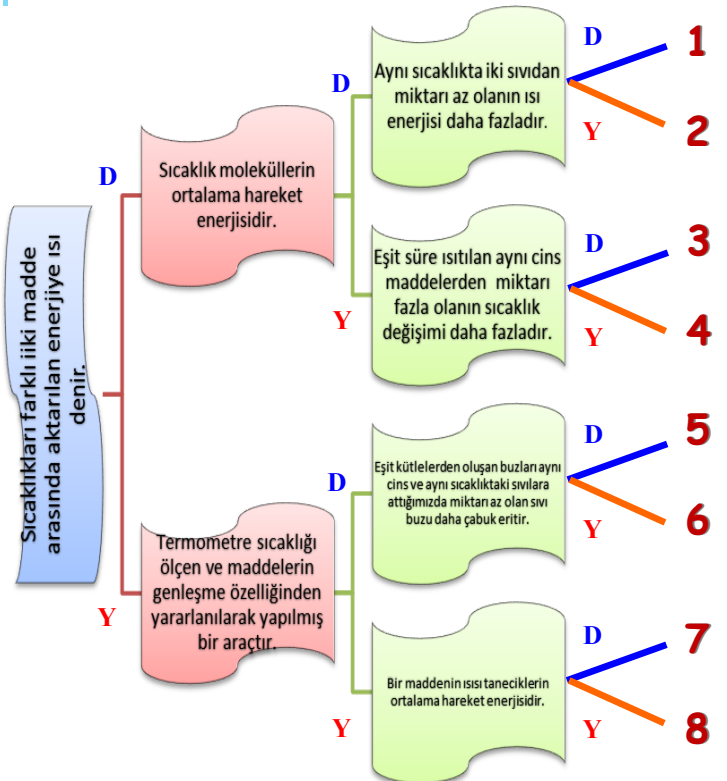 Sıcaklıkları farklı iiki madde
arasında aktarılan enerjiye ısı
denir.
D
Sıcaklık moleküllerin
ortalama hareket
enerjisidir.
D
Aynı sıcaklıkta iki sıvıdan
miktarı az olanın ısı
enerjisi daha fazladır.
D
1
Y
2
Y
Eşit süre ısıtılan aynı cins
maddelerden miktarı
fazla olanın sıcaklık
değişimi daha fazladır.
D
3
Y
4
Y
Termometre sıcaklığı
ölçen ve maddelerin
genleşme özelliğinden
yararlanılarak yapılmış
bir araçtır.
D
Eşit kütlelerden oluşan buzları aynı
cins ve aynı sıcaklıktaki sıvılara
attığımızda miktarı az olan sıvı
buzu daha çabuk eritir.
D
5
Y
6
Y
Bir maddenin ısısı taneciklerin
ortalama hareket enerjisidir.
D
7
Y
8